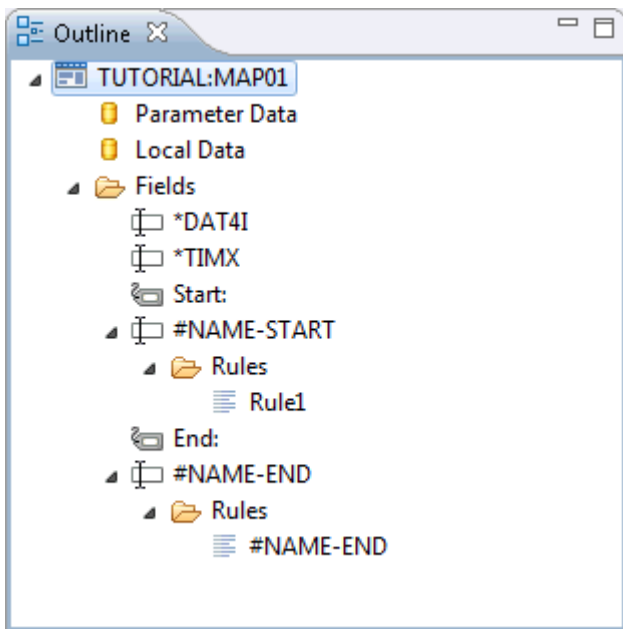 Outline
TUTORIAL:MAP01
Parameter Data
Local Data
Fields
*DAT4I
*TIMX
Start:
#NAME-START
Rules
Rule1
End:
#NAME-END
Rules
#NAME-END